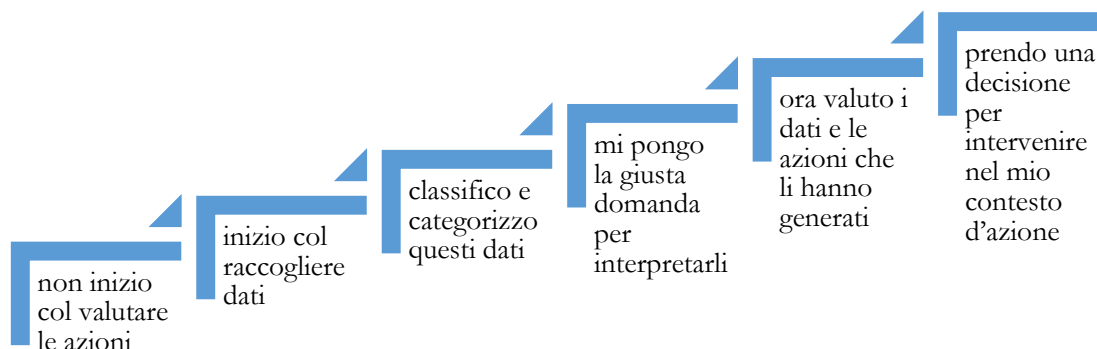 non inizio
col valutare
le azioni
inizio col
raccogliere
dati
classifico e
categorizzo
questi dati
mi pongo
la giusta
domanda
per
interpretarli
ora valuto i
dati e le
azioni che
li hanno
generati
prendo una
decisione
per
intervenire
nel mio
contesto
d’azione